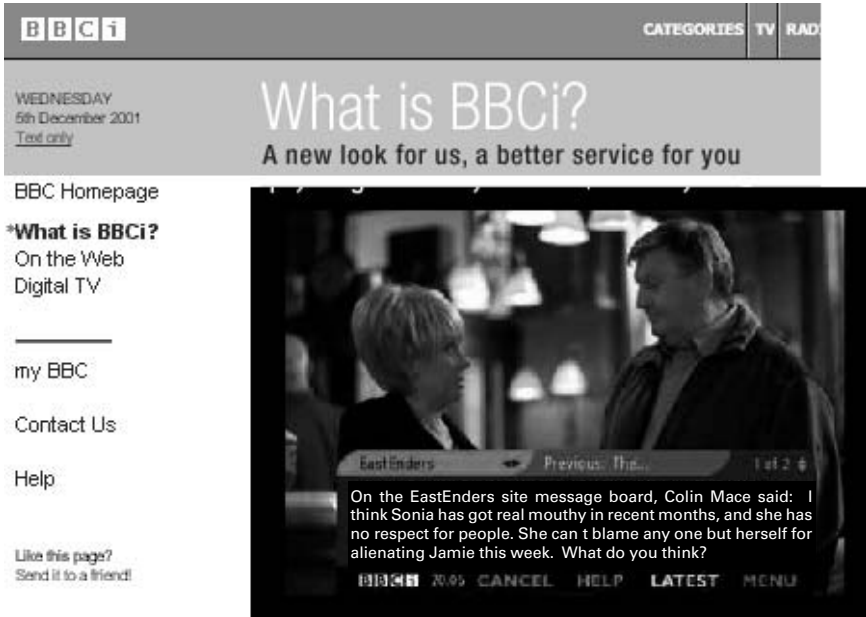 BBCi
CATEGORIES TV
WEDNESDAY
5th December 2001
Text only
What is BBCi?
A new look for us, a better service for you
BBC Homepage
*What is BBCi?
On the Web
Digital TV
my BBC
Contact Us
Help
Like this page?
Send it to a friend!
EastEnders Previous: The...
1 of 2
On the EastEnders site message board, Colin Mace said: I
think Sonia has got real mouthy in recent months, and she has
no respect for people. She can t blame any one but herself for
alienating Jamie this week. What do you think?
BBCi 20.05 CANCEL HELP LATEST MENU